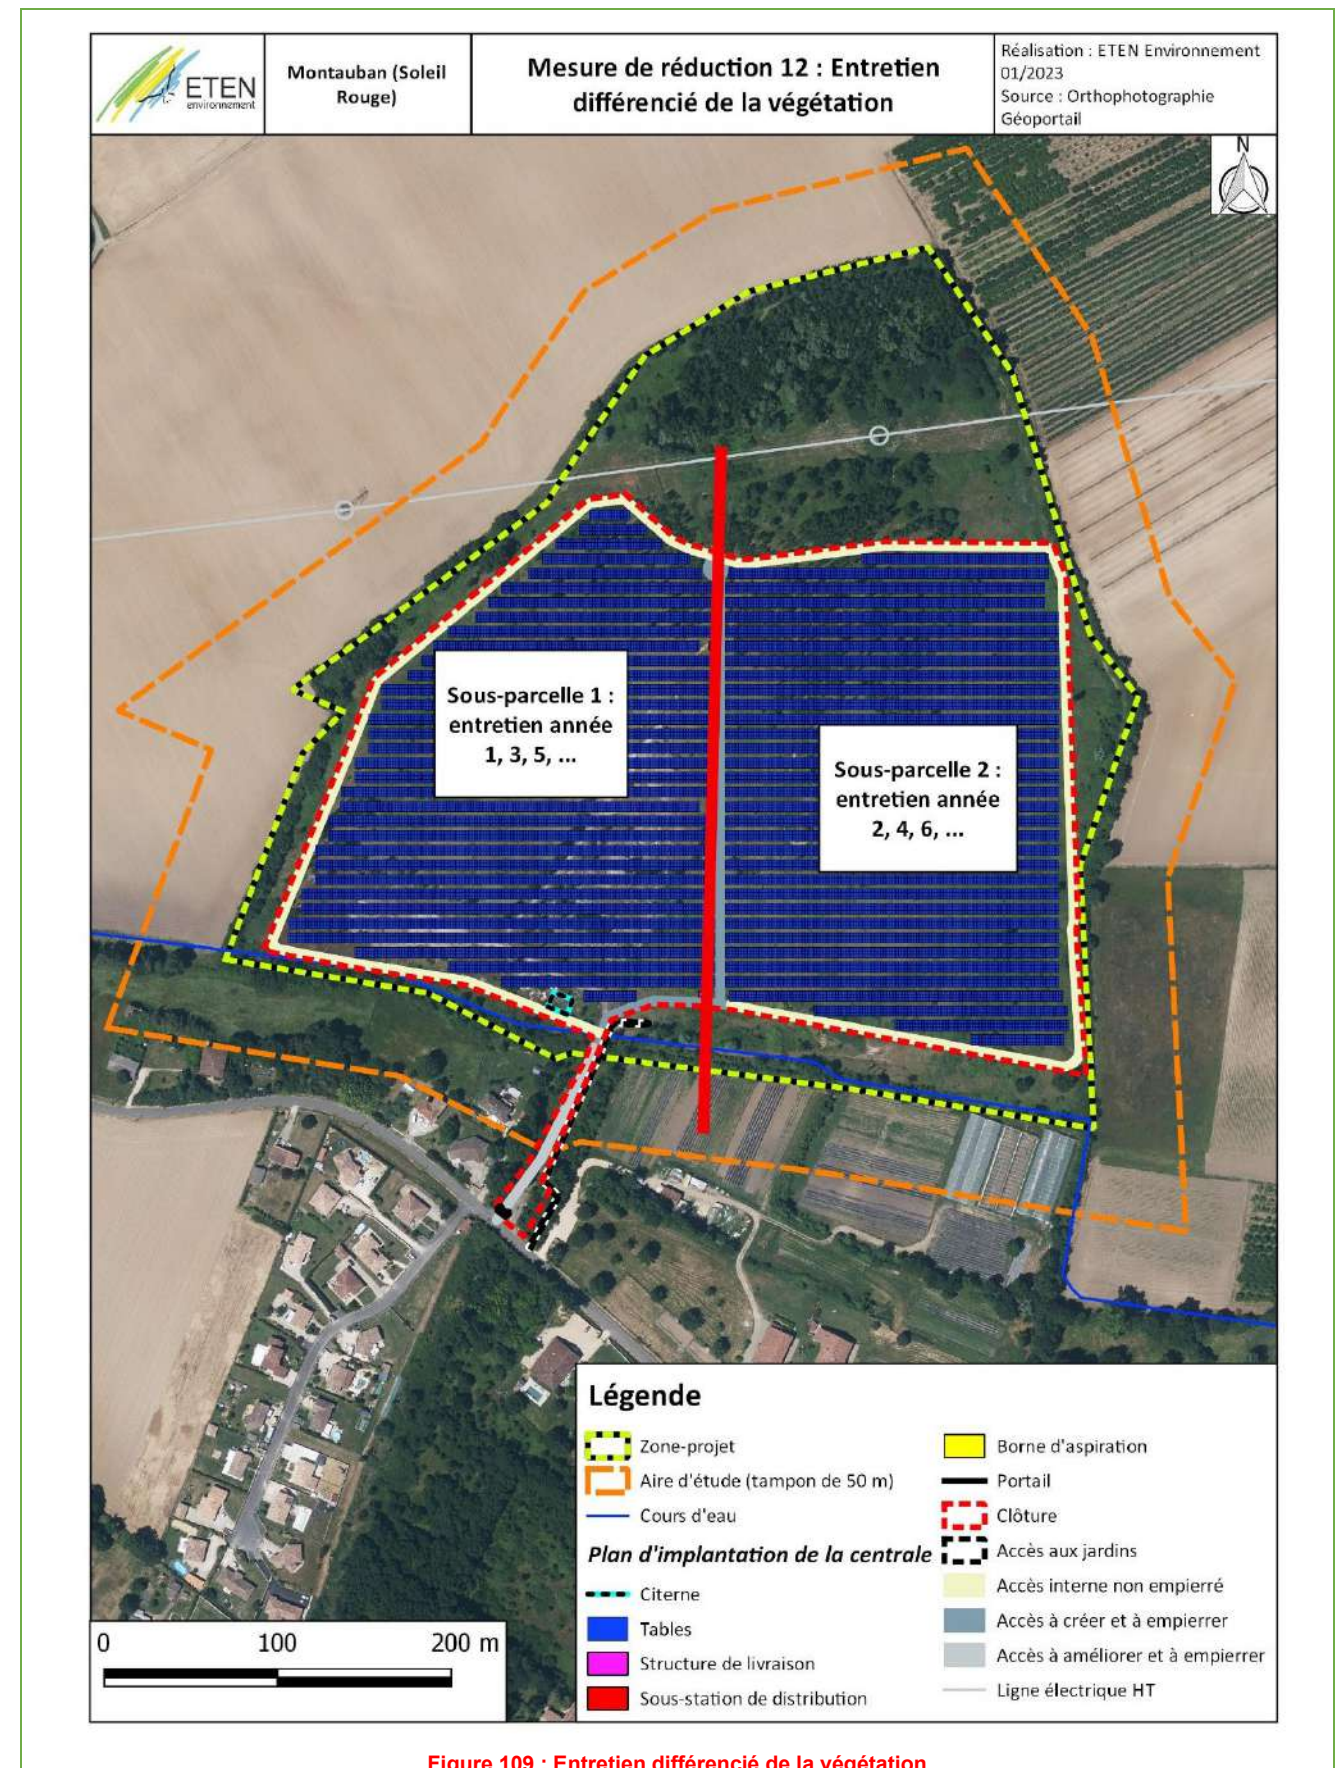 ETEN
environnement
Montauban (Soleil
Rouge)
Mesure de réduction 12 : Entretien
différencié de la végétation
Réalisation : ETEN Environnement
01/2023
Source : Orthophotographie
Géoportail
N
Sous-parcelle 1 :
entretien année
1, 3, 5, ...
Sous-parcelle 2 :
entretien année
2, 4, 6, ...
Légende
Zone-projet
Aire d'étude (tampon de 50 m)
Cours d'eau
Plan d'implantation de la centrale
Citerne
Tables
Structure de livraison
Sous-station de distribution
Borne d'aspiration
Portail
Clôture
Accès aux jardins
Accès interne non empierré
Accès à créer et à empierrer
Accès à améliorer et à empierrer
Ligne électrique HT
0 100 200 m
Figure 109 : Entretien différencié de la végétation